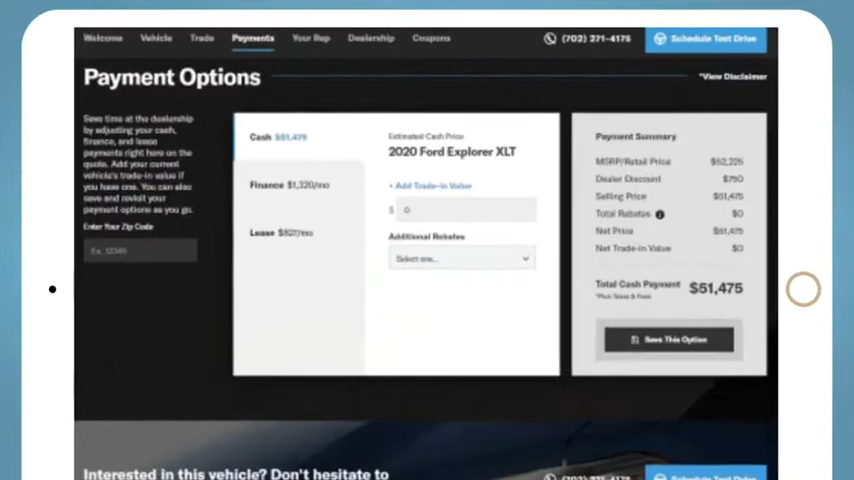 Welcome Vehicle Trade Payments Your Rep Dealership Coupons (702) 271-4175 Schedule Test Drive
Payment Options
*View Disclaimer
Save time at the dealership
by adjusting your cash,
finance, and lease
payments right here on the
quote. Add your current
vehicle's trade-in value if
you have one. You can also
save and revisit your
payment options as you go.
Enter Your Zip Code
Ex. 12345
Cash $51,475
Finance $1,320/mo
Lease $827/mo
Estimated Cash Price
2020 Ford Explorer XLT
+ Add Trade-in Value
$ 0
Additional Rebates
Select one...
Payment Summary
MSRP/Retail Price $52,225
Dealer Discount $750
Selling Price $51,475
Total Rebates $0
Net Price $51,475
Net Trade-in Value $0
Total Cash Payment $51,475
*Plus Taxes & Fees
Save This Option
Interested in this vehicle? Don't hesitate to
(702) 271-4175 Schedule Test Drive